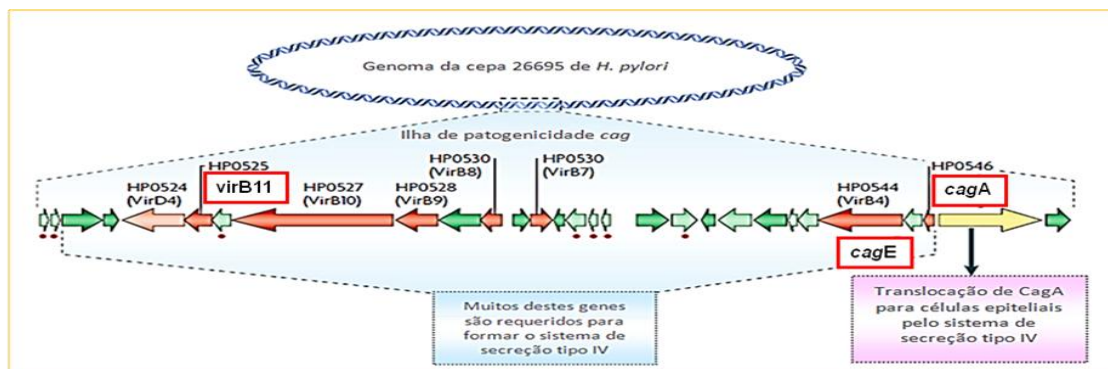 Genoma da cepa 26695 de H. pylori
Ilha de patogenicidade cag
HP0524
(VirD4)
HP0525
virB11
HP0527
(VirB10)
HP0528
(VirB9)
HP0530
(VirB8)
HP0530
(VirB7)
HP0544
(VirB4)
HP0546
cagA
cagE
Muitos destes genes
são requeridos para
formar o sistema de
secreção tipo IV
Translocação de CagA
para células epiteliais
pelo sistema de
secreção tipo IV